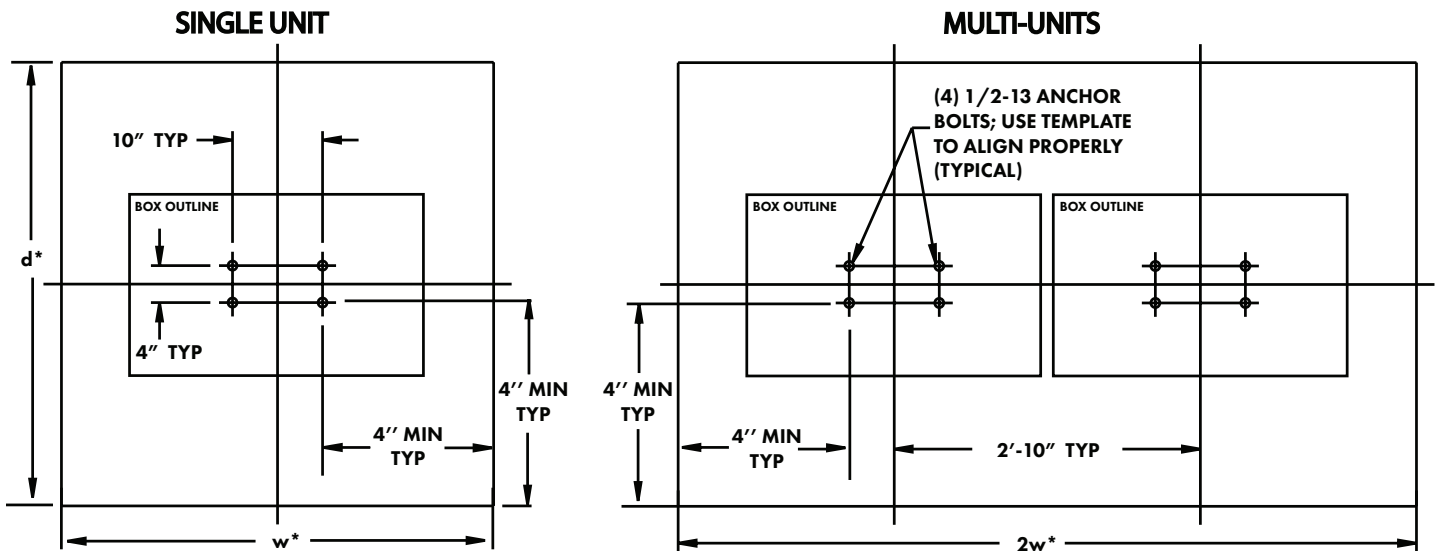 SINGLE UNIT
MULTI-UNITS
10” TYP
BOX OUTLINE
d*
4” TYP
4’’ MIN
TYP
4’’ MIN
TYP
w*
(4) 1/2-13 ANCHOR
BOLTS; USE TEMPLATE
TO ALIGN PROPERLY
(TYPICAL)
BOX OUTLINE
BOX OUTLINE
4’’ MIN
TYP
4’’ MIN
TYP
2’-10” TYP
2w*